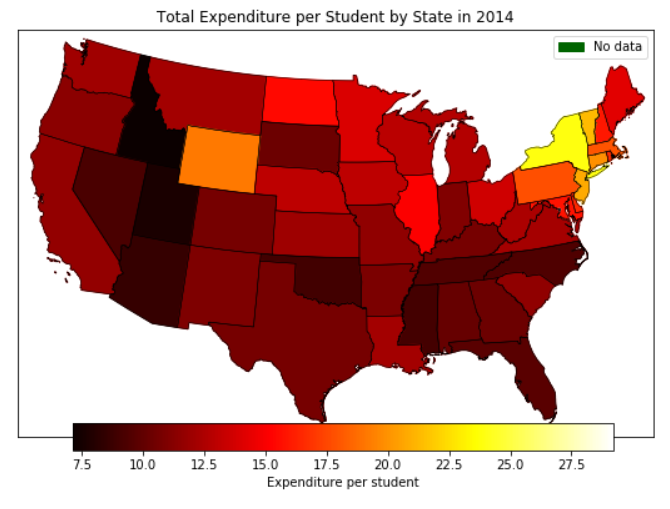 Total Expenditure per Student by State in 2014
No data
7.5 10.0 12.5 15.0 17.5 20.0 22.5 25.0 27.5
Expenditure per student